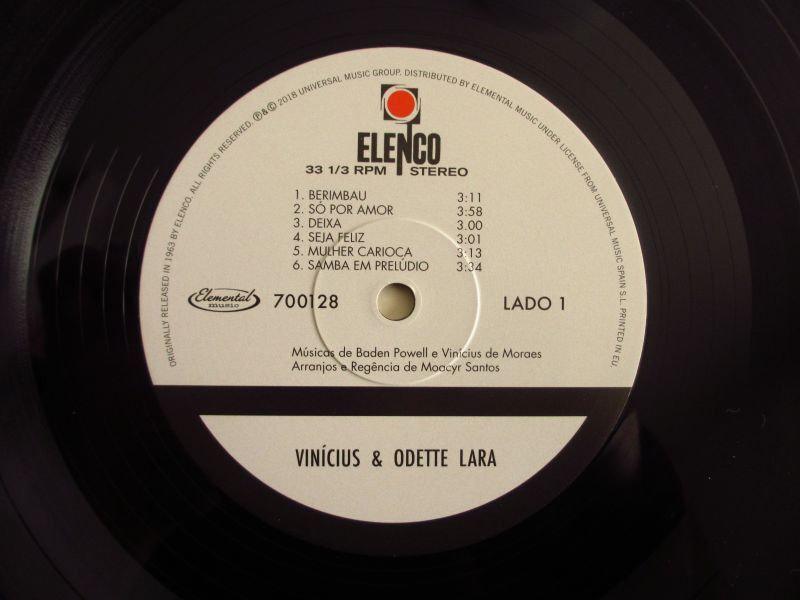 ELENCO
33 1/3 RPM STEREO
1. BERIMBAU 3:11
2. SÓ POR AMOR 3:58
3. DEIXA 3.00
4. SEJA FELIZ 3:01
5. MULHER CARIOCA 3:13
6. SAMBA EM PRELÚDIO 3:34
Elemental music 700128 LADO 1
Músicas de Baden Powell e Vinícius de Moraes
Arranjos e Regência de Moacyr Santos
VINÍCIUS & ODETTE LARA
ORIGINALLY RELEASED IN 1963 BY ELENCO. ALL RIGHTS RESERVED. ℗&© 2018 UNIVERSAL MUSIC GROUP. DISTRIBUTED BY ELEMENTAL MUSIC UNDER LICENSE FROM UNIVERSAL MUSIC SPAIN S.L. PRINTED IN EU.